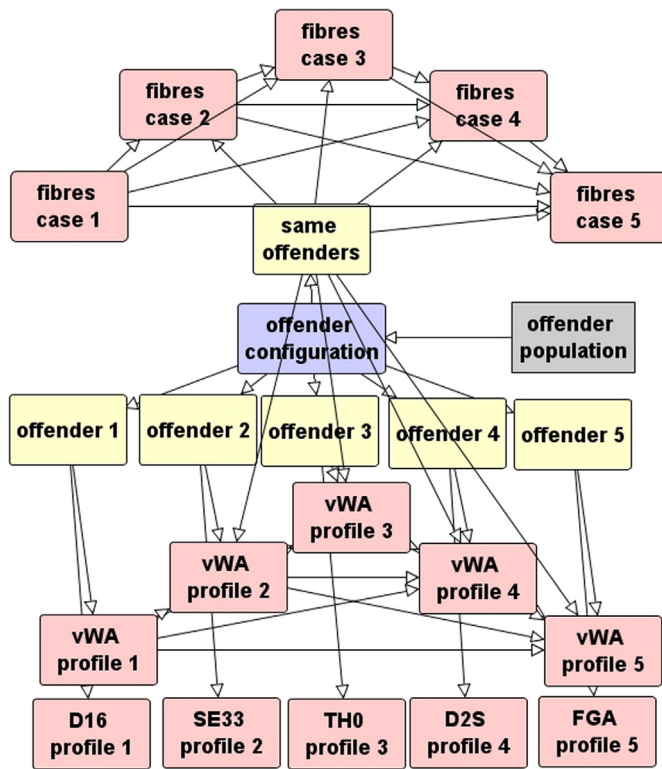 fibres
case 3
fibres
case 2
fibres
case 4
fibres
case 1
fibres
case 5
same
offenders
offender
configuration
offender
population
offender 1
offender 2
offender 3
offender 4
offender 5
vWA
profile 3
vWA
profile 2
vWA
profile 4
vWA
profile 1
vWA
profile 5
D16
profile 1
SE33
profile 2
TH0
profile 3
D2S
profile 4
FGA
profile 5